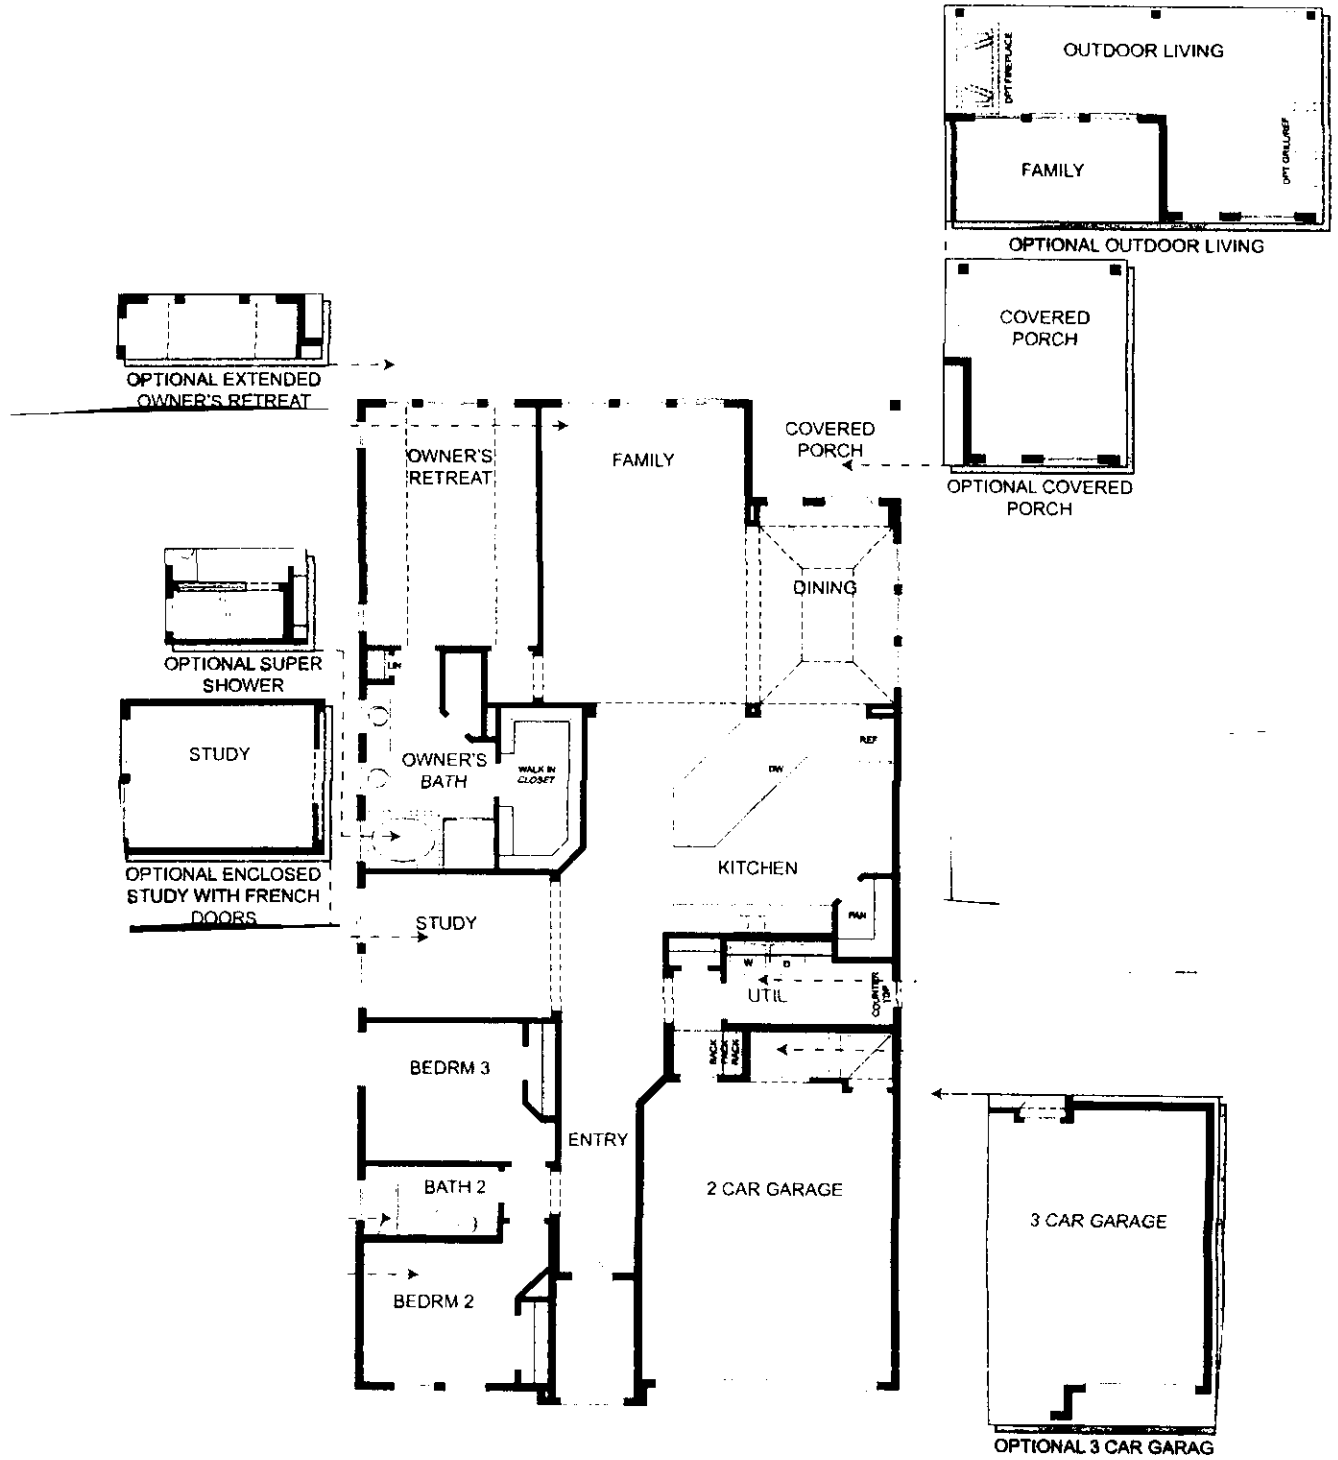 OUTDOOR LIVING
OPT FIREPLACE
OPT GRILL/REF
FAMILY
OPTIONAL OUTDOOR LIVING
COVERED
PORCH
OPTIONAL COVERED
PORCH
OPTIONAL EXTENDED
OWNER'S RETREAT
OWNER'S
RETREAT
FAMILY
COVERED
PORCH
DINING
OPTIONAL SUPER
SHOWER
LIN
STUDY
OWNER'S
BATH
WALK IN
CLOSET
REF
DW
KITCHEN
OPTIONAL ENCLOSED
STUDY WITH FRENCH
DOORS
STUDY
PAN
W
D
UTIL
COUNTER
TOP
BACK
PACK
RACK
BEDRM 3
ENTRY
BATH 2
2 CAR GARAGE
BEDRM 2
3 CAR GARAGE
OPTIONAL 3 CAR GARAG